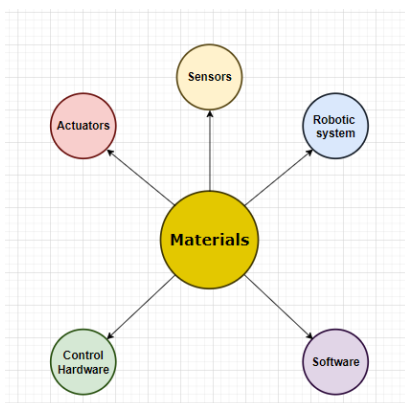 Sensors
Actuators
Robotic
system
Materials
Control
Hardware
Software